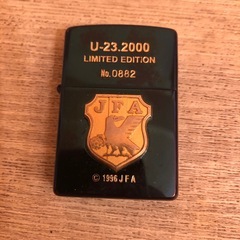 U-23.2000
LIMITED EDITION
No.0882
JFA
© 1996 JFA